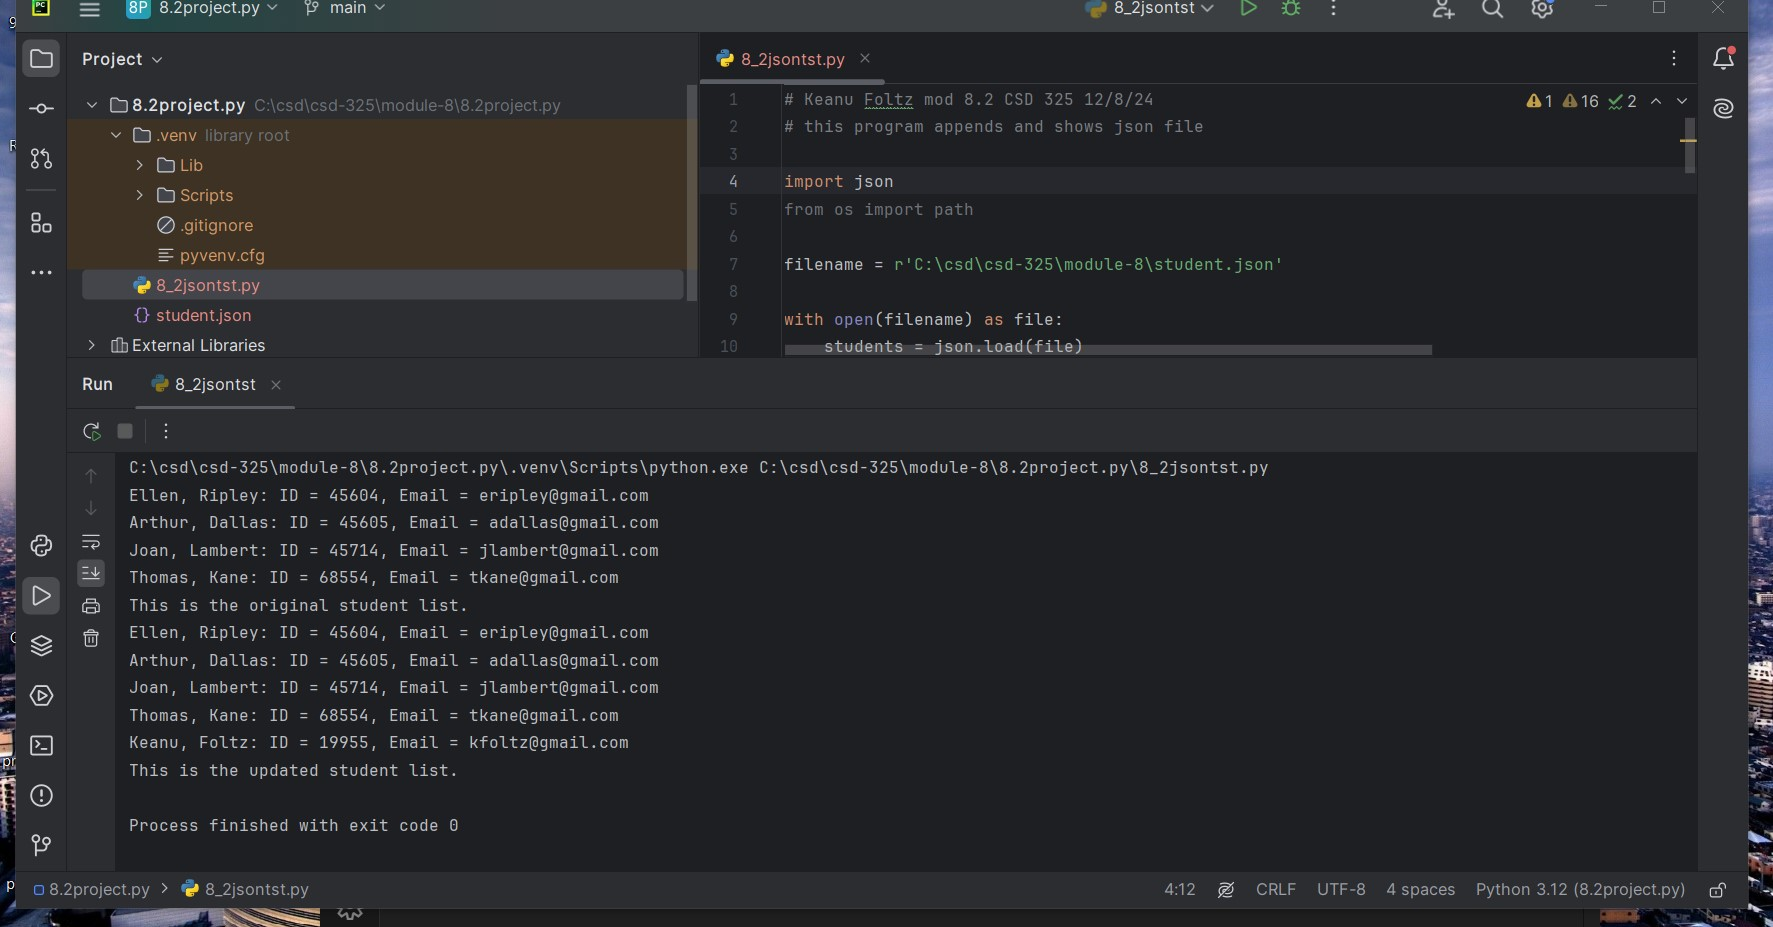 PC 8P 8.2project.py main 8_2jsontst
Project
8.2project.py C:\csd\csd-325\module-8\8.2project.py
.venv library root
Lib
Scripts
.gitignore
pyvenv.cfg
8_2jsontst.py
student.json
External Libraries
8_2jsontst.py
1 # Keanu Foltz mod 8.2 CSD 325 12/8/24
1 16 2
2 # this program appends and shows json file
3
4 import json
5 from os import path
6
7 filename = r'C:\csd\csd-325\module-8\student.json'
8
9 with open(filename) as file:
10 students = json.load(file)
Run 8_2jsontst
C:\csd\csd-325\module-8\8.2project.py\.venv\Scripts\python.exe C:\csd\csd-325\module-8\8.2project.py\8_2jsontst.py
Ellen, Ripley: ID = 45604, Email = eripley@gmail.com
Arthur, Dallas: ID = 45605, Email = adallas@gmail.com
Joan, Lambert: ID = 45714, Email = jlambert@gmail.com
Thomas, Kane: ID = 68554, Email = tkane@gmail.com
This is the original student list.
Ellen, Ripley: ID = 45604, Email = eripley@gmail.com
Arthur, Dallas: ID = 45605, Email = adallas@gmail.com
Joan, Lambert: ID = 45714, Email = jlambert@gmail.com
Thomas, Kane: ID = 68554, Email = tkane@gmail.com
Keanu, Foltz: ID = 19955, Email = kfoltz@gmail.com
This is the updated student list.
Process finished with exit code 0
8.2project.py 8_2jsontst.py
4:12 CRLF UTF-8 4 spaces Python 3.12 (8.2project.py)